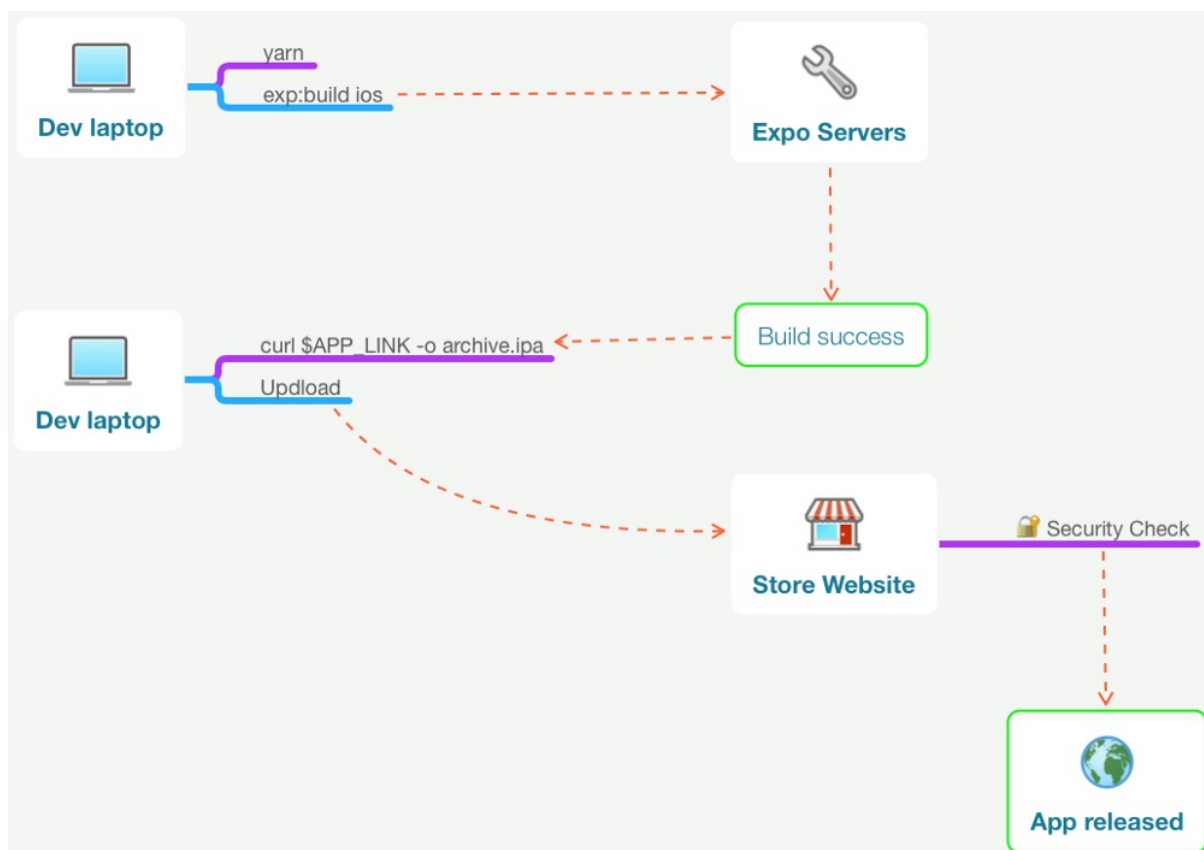 yarn
exp:build ios
Dev laptop
Expo Servers
Build success
curl $APP_LINK -o archive.ipa
Updload
Dev laptop
Security Check
Store Website
App released